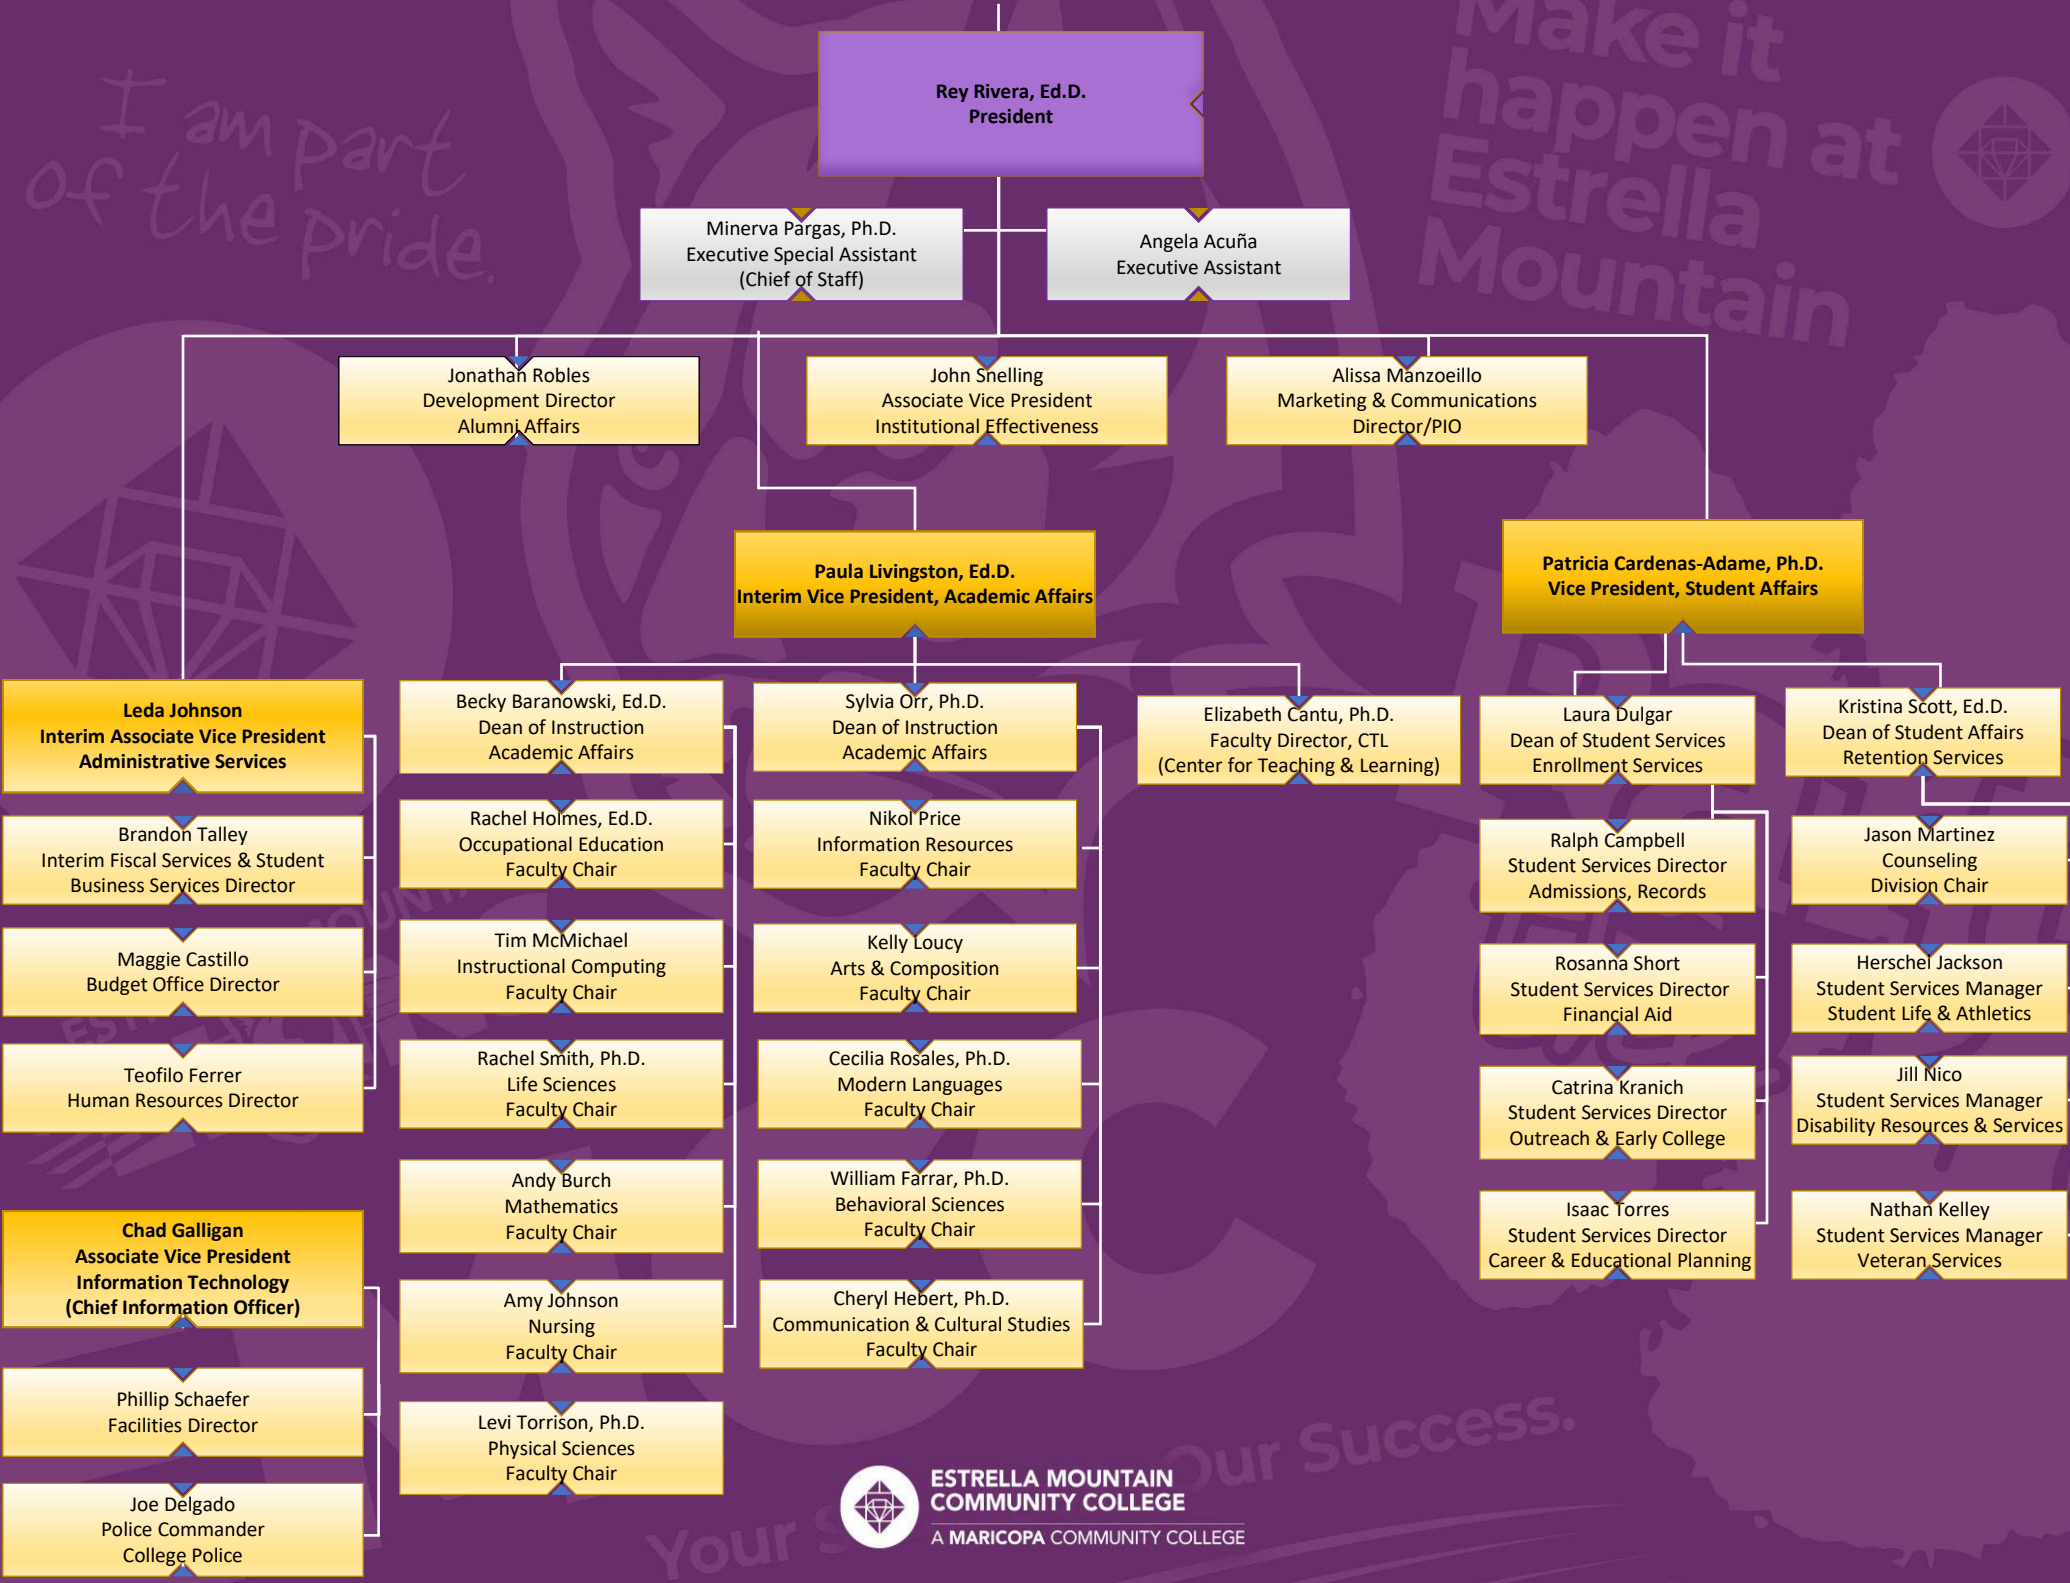 I am part
of the pride.
Make it
happen at
Estrella
Mountain
Rey Rivera, Ed.D.
President
Minerva Pargas, Ph.D.
Executive Special Assistant
(Chief of Staff)
Angela Acuña
Executive Assistant
Jonathan Robles
Development Director
Alumni Affairs
John Snelling
Associate Vice President
Institutional Effectiveness
Alissa Manzoeillo
Marketing & Communications
Director/PIO
Paula Livingston, Ed.D.
Interim Vice President, Academic Affairs
Patricia Cardenas-Adame, Ph.D.
Vice President, Student Affairs
Leda Johnson
Interim Associate Vice President
Administrative Services
Brandon Talley
Interim Fiscal Services & Student
Business Services Director
Maggie Castillo
Budget Office Director
Teofilo Ferrer
Human Resources Director
Chad Galligan
Associate Vice President
Information Technology
(Chief Information Officer)
Phillip Schaefer
Facilities Director
Joe Delgado
Police Commander
College Police
Becky Baranowski, Ed.D.
Dean of Instruction
Academic Affairs
Rachel Holmes, Ed.D.
Occupational Education
Faculty Chair
Tim McMichael
Instructional Computing
Faculty Chair
Rachel Smith, Ph.D.
Life Sciences
Faculty Chair
Andy Burch
Mathematics
Faculty Chair
Amy Johnson
Nursing
Faculty Chair
Levi Torrison, Ph.D.
Physical Sciences
Faculty Chair
Sylvia Orr, Ph.D.
Dean of Instruction
Academic Affairs
Nikol Price
Information Resources
Faculty Chair
Kelly Loucy
Arts & Composition
Faculty Chair
Cecilia Rosales, Ph.D.
Modern Languages
Faculty Chair
William Farrar, Ph.D.
Behavioral Sciences
Faculty Chair
Cheryl Hebert, Ph.D.
Communication & Cultural Studies
Faculty Chair
Elizabeth Cantu, Ph.D.
Faculty Director, CTL
(Center for Teaching & Learning)
Laura Dulgar
Dean of Student Services
Enrollment Services
Ralph Campbell
Student Services Director
Admissions, Records
Rosanna Short
Student Services Director
Financial Aid
Catrina Kranich
Student Services Director
Outreach & Early College
Isaac Torres
Student Services Director
Career & Educational Planning
Kristina Scott, Ed.D.
Dean of Student Affairs
Retention Services
Jason Martinez
Counseling
Division Chair
Herschel Jackson
Student Services Manager
Student Life & Athletics
Jill Nico
Student Services Manager
Disability Resources & Services
Nathan Kelley
Student Services Manager
Veteran Services
Your
Our Success.
ESTRELLA MOUNTAIN
COMMUNITY COLLEGE
A MARICOPA COMMUNITY COLLEGE